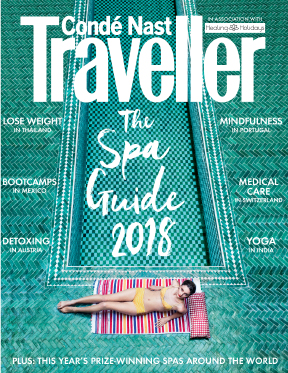 Condé Nast
IN ASSOCIATION WITH
Healing Holidays
Traveller
LOSE WEIGHT
IN THAILAND
MINDFULNESS
IN PORTUGAL
The
Spa
Guide
2018
BOOTCAMPS
IN MEXICO
MEDICAL
CARE
IN SWITZERLAND
DETOXING
IN AUSTRIA
YOGA
IN INDIA
PLUS: THIS YEAR'S PRIZE-WINNING SPAS AROUND THE WORLD